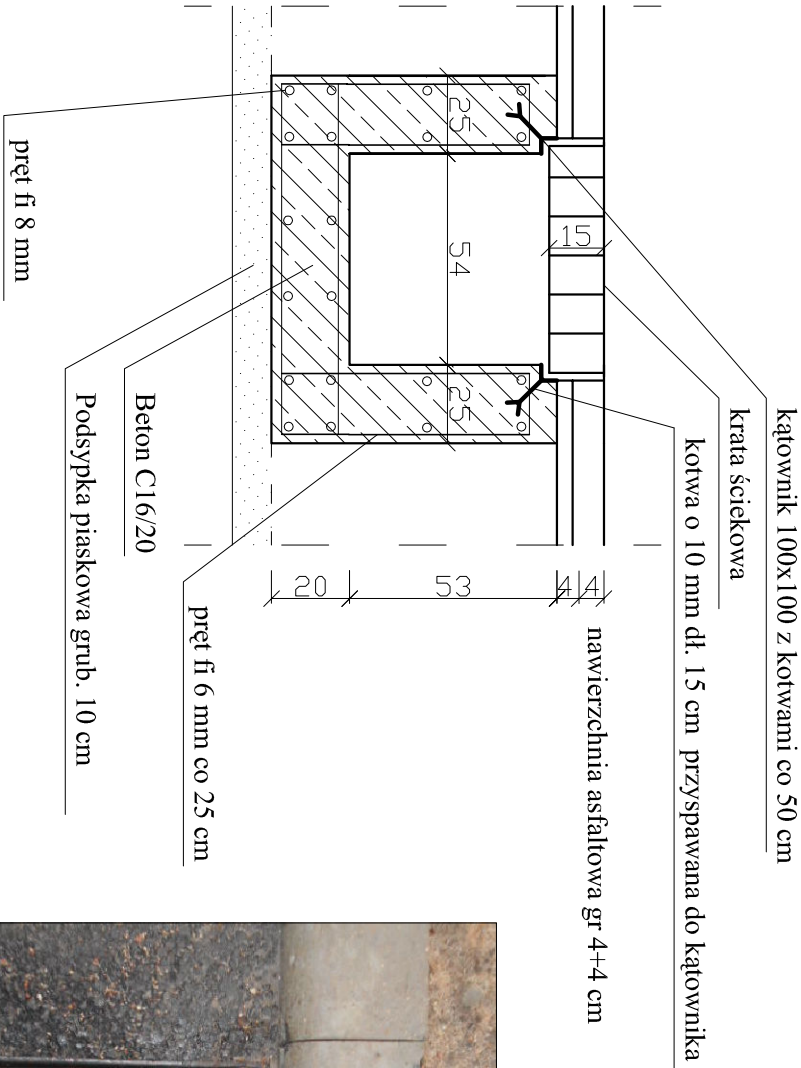 kątownik 100x100 z kotwami co 50 cm
krata ściekowa
kotwa o 10 mm dł. 15 cm przyspawana do kątownika
nawierzchnia asfaltowa gr 4+4 cm
15
4
4
53
20
25
54
25
pręt fi 6 mm co 25 cm
Beton C16/20
Podsypka piaskowa grub. 10 cm
pręt fi 8 mm